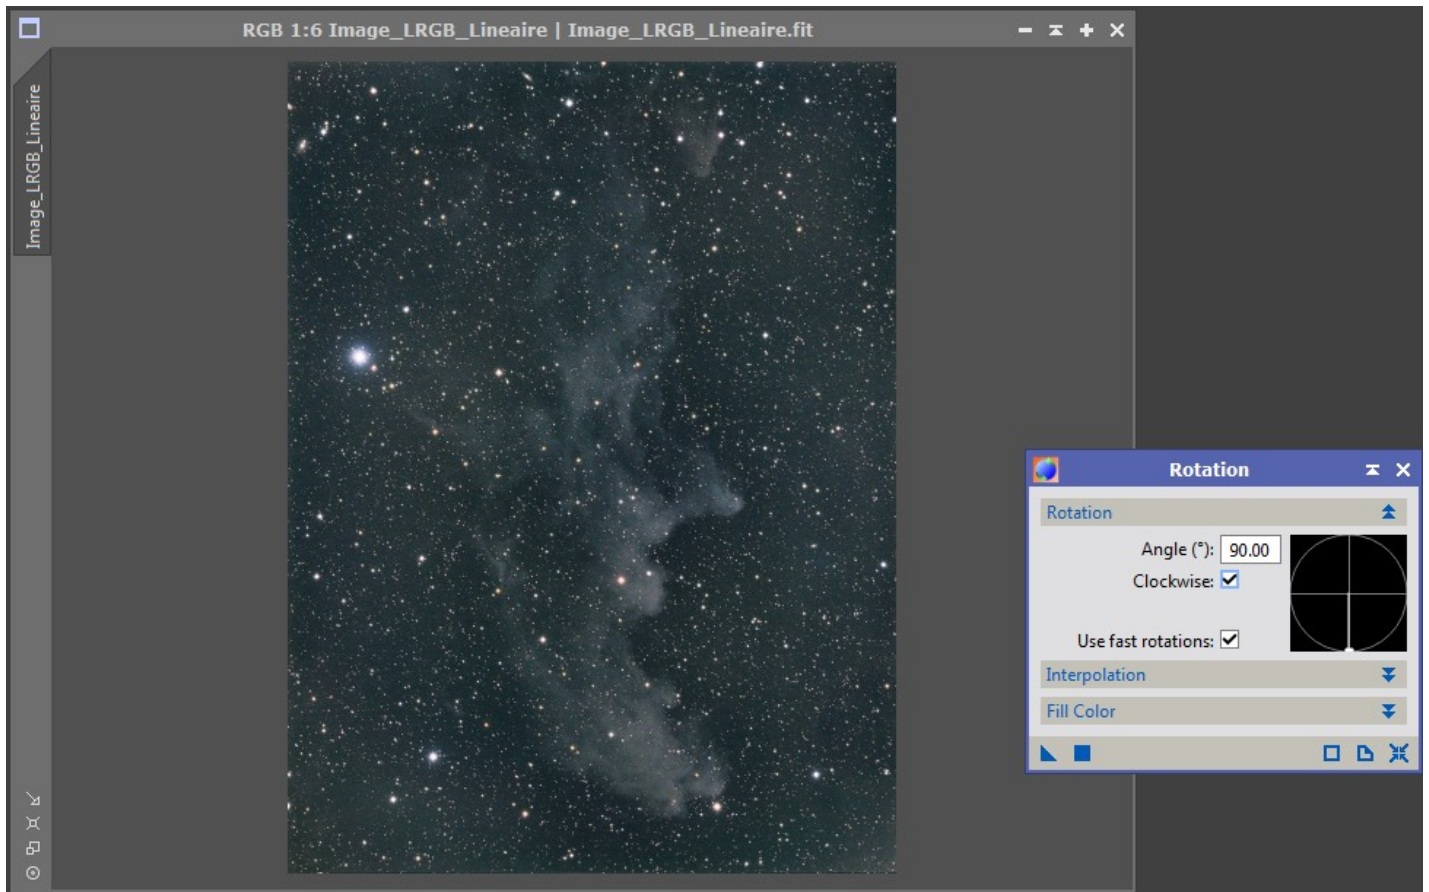 RGB 1:6 Image_LRGB_Lineaire | Image_LRGB_Lineaire.fit
Image_LRGB_Lineaire
Rotation
Rotation
Angle (°): 90.00
Clockwise:
Use fast rotations:
Interpolation
Fill Color